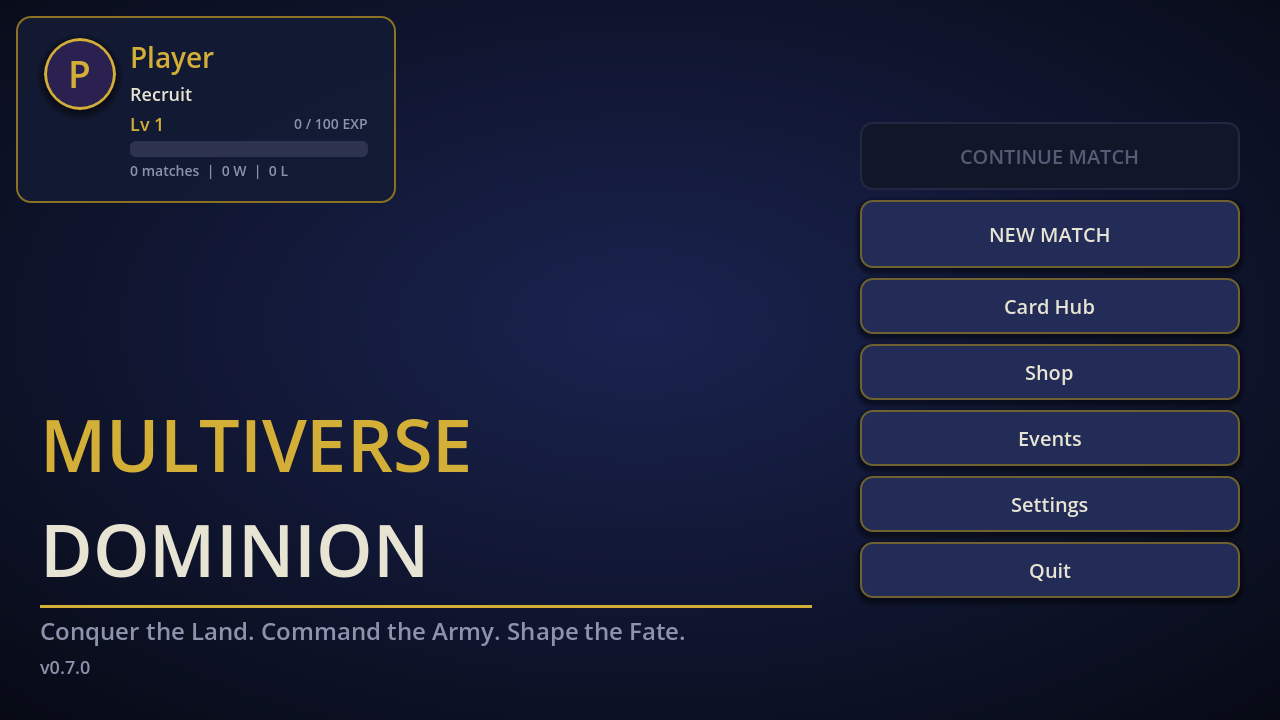 P
Player
Recruit
Lv 1
0 / 100 EXP
0 matches | 0 W | 0 L
CONTINUE MATCH
NEW MATCH
Card Hub
Shop
Events
Settings
Quit
MULTIVERSE
DOMINION
Conquer the Land. Command the Army. Shape the Fate.
v0.7.0